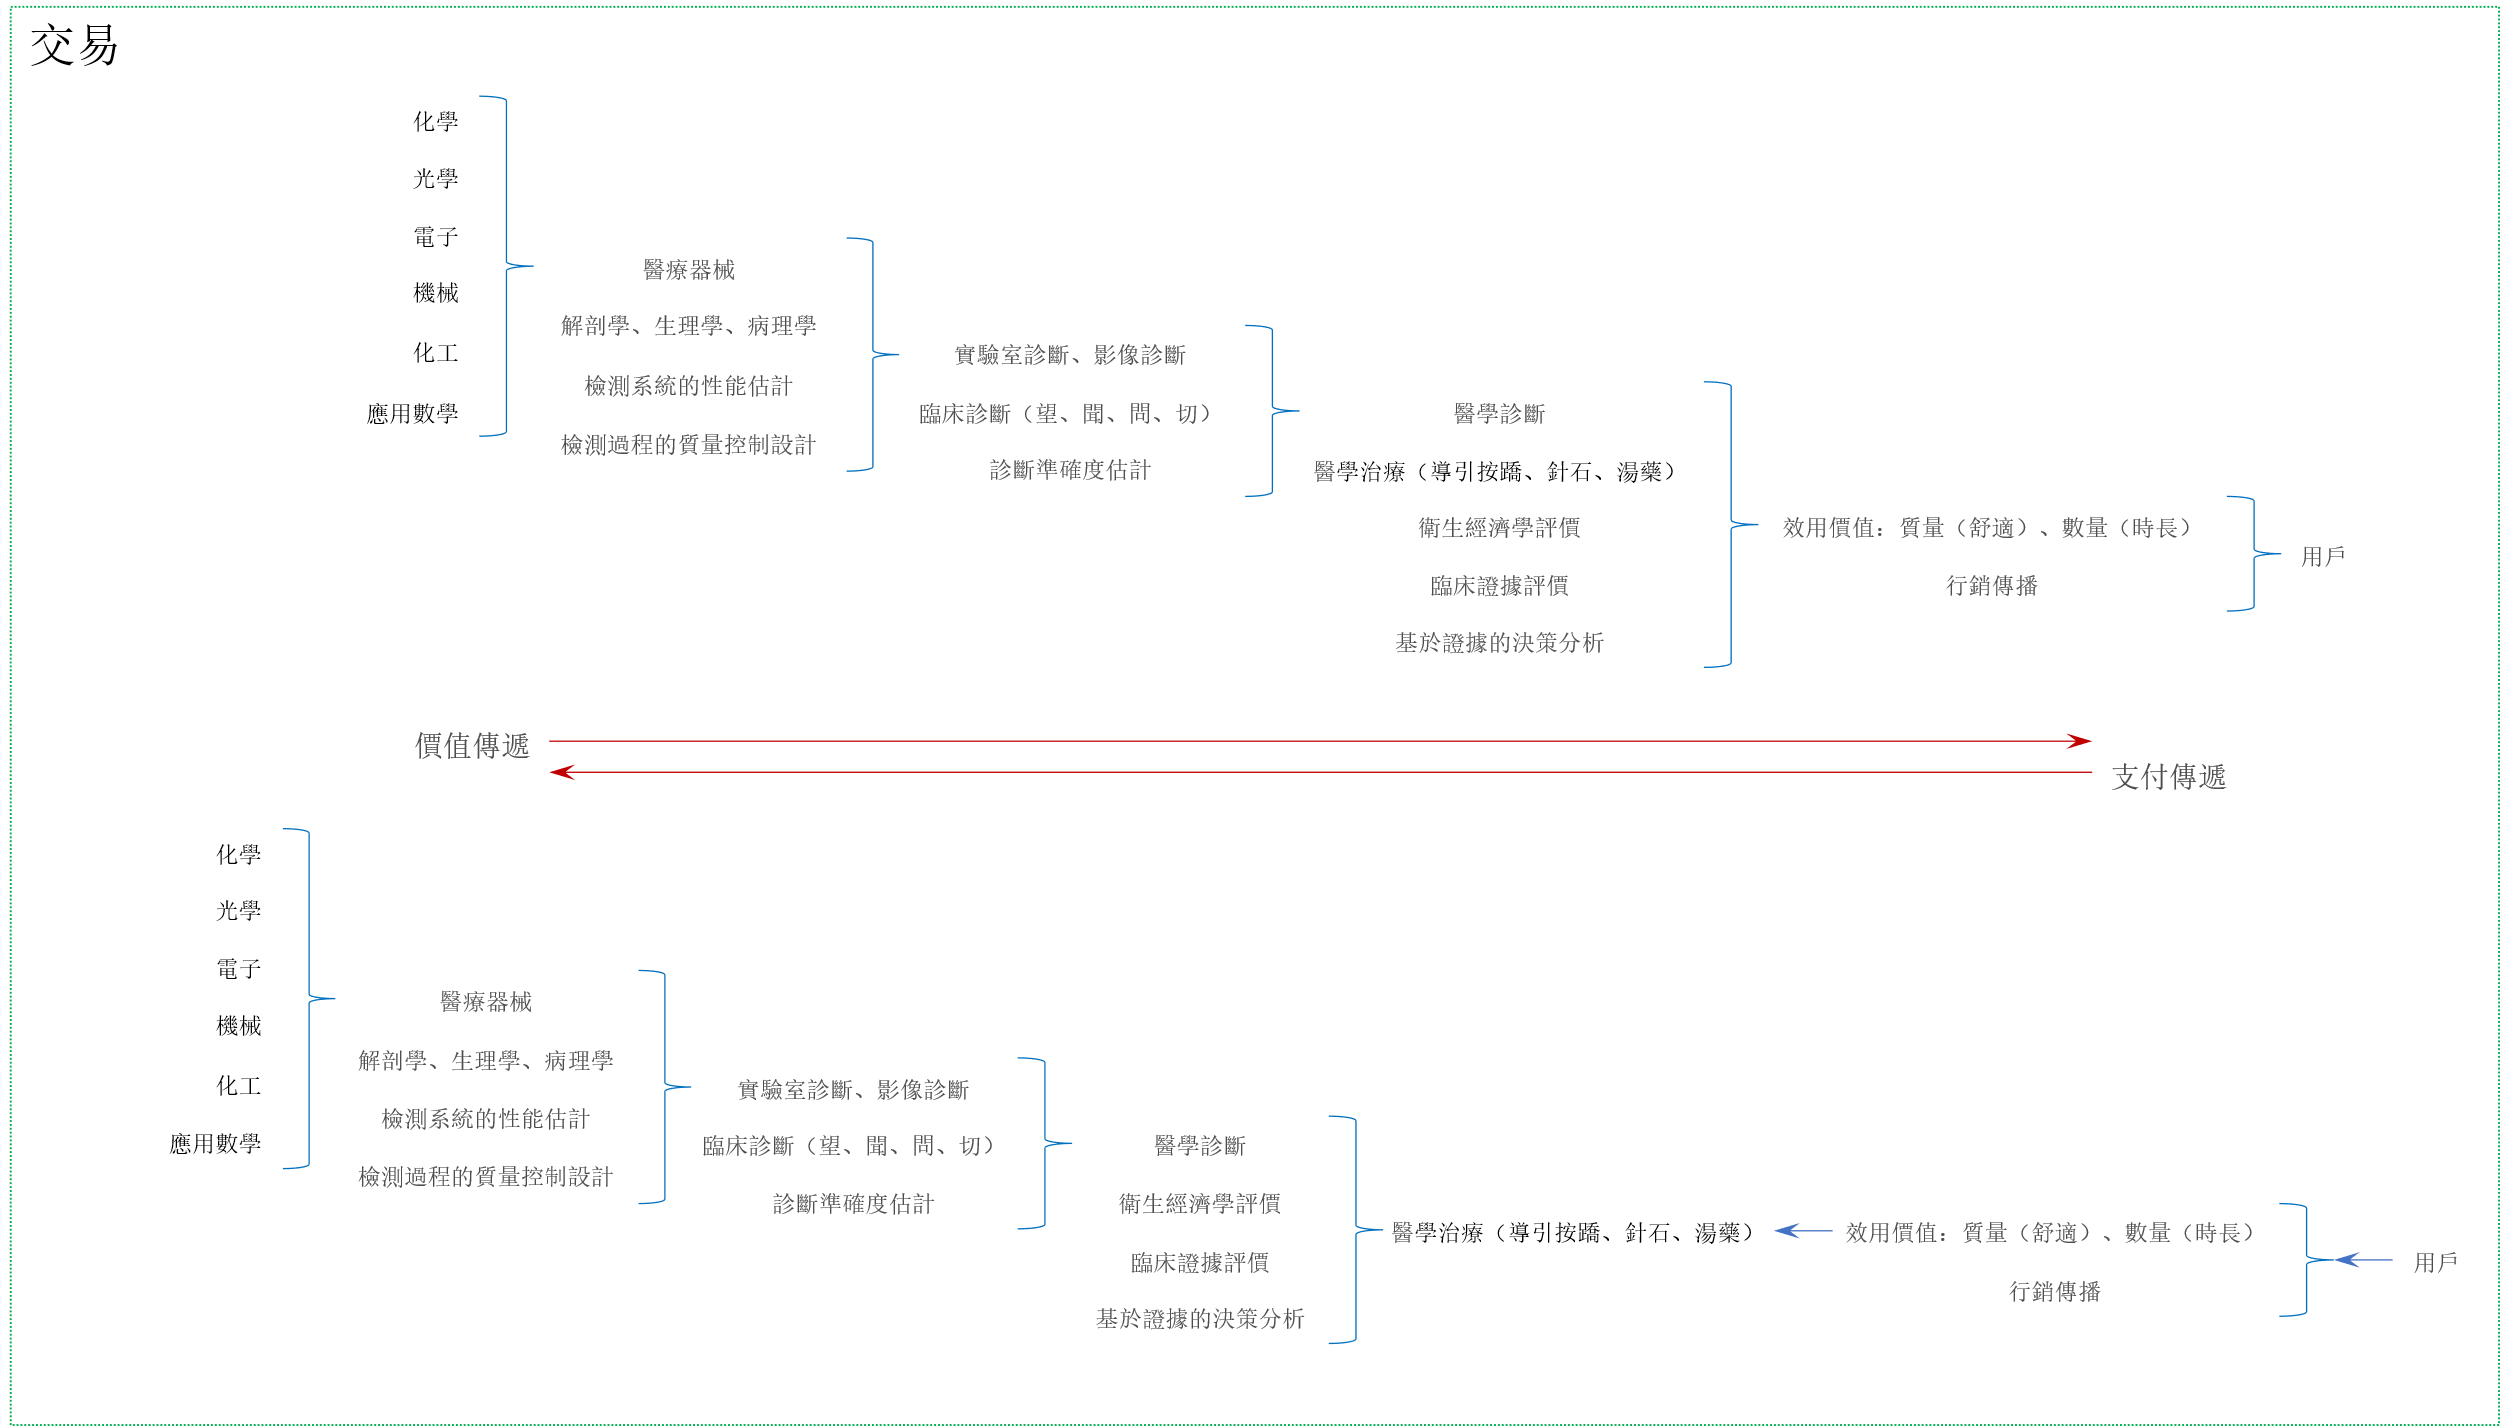 交易
化學
光學
電子
機械
化工
應用數學
醫療器械
解剖學、生理學、病理學
檢測系統的性能估計
檢測過程的質量控制設計
實驗室診斷、影像診斷
臨床診斷（望、聞、問、切）
診斷準確度估計
醫學診斷
醫學治療（導引按蹻、針石、湯藥）
衛生經濟學評價
臨床證據評價
基於證據的決策分析
效用價值：質量（舒適）、數量（時長）
行銷傳播
用戶
價值傳遞
支付傳遞
化學
光學
電子
機械
化工
應用數學
醫療器械
解剖學、生理學、病理學
檢測系統的性能估計
檢測過程的質量控制設計
實驗室診斷、影像診斷
臨床診斷（望、聞、問、切）
診斷準確度估計
醫學診斷
衛生經濟學評價
臨床證據評價
基於證據的決策分析
醫學治療（導引按蹻、針石、湯藥）
效用價值：質量（舒適）、數量（時長）
行銷傳播
用戶